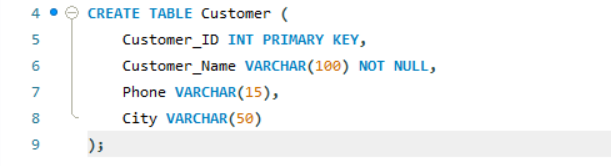 4 CREATE TABLE Customer (
5 Customer_ID INT PRIMARY KEY,
6 Customer_Name VARCHAR(100) NOT NULL,
7 Phone VARCHAR(15),
8 City VARCHAR(50)
9 );